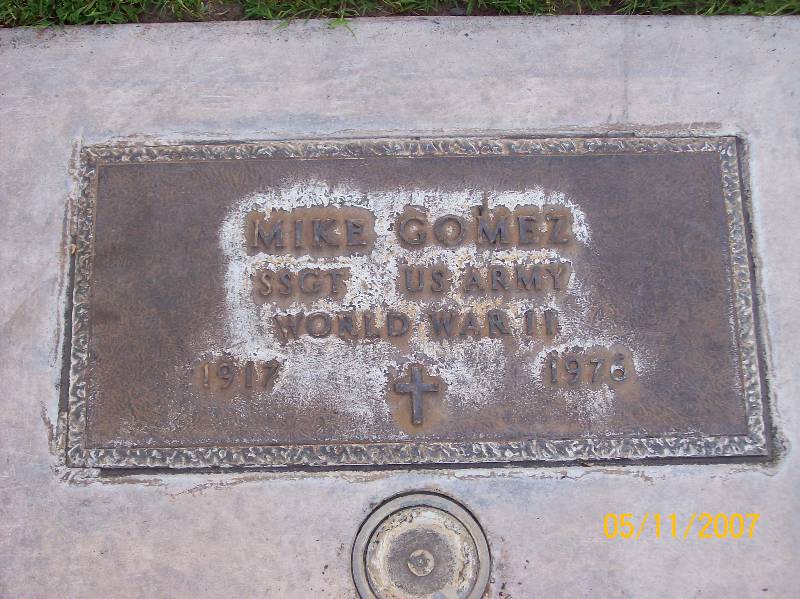 MIKE GOMEZ
SSGT US ARMY
WORLD WAR II
1917 1976
05/11/2007